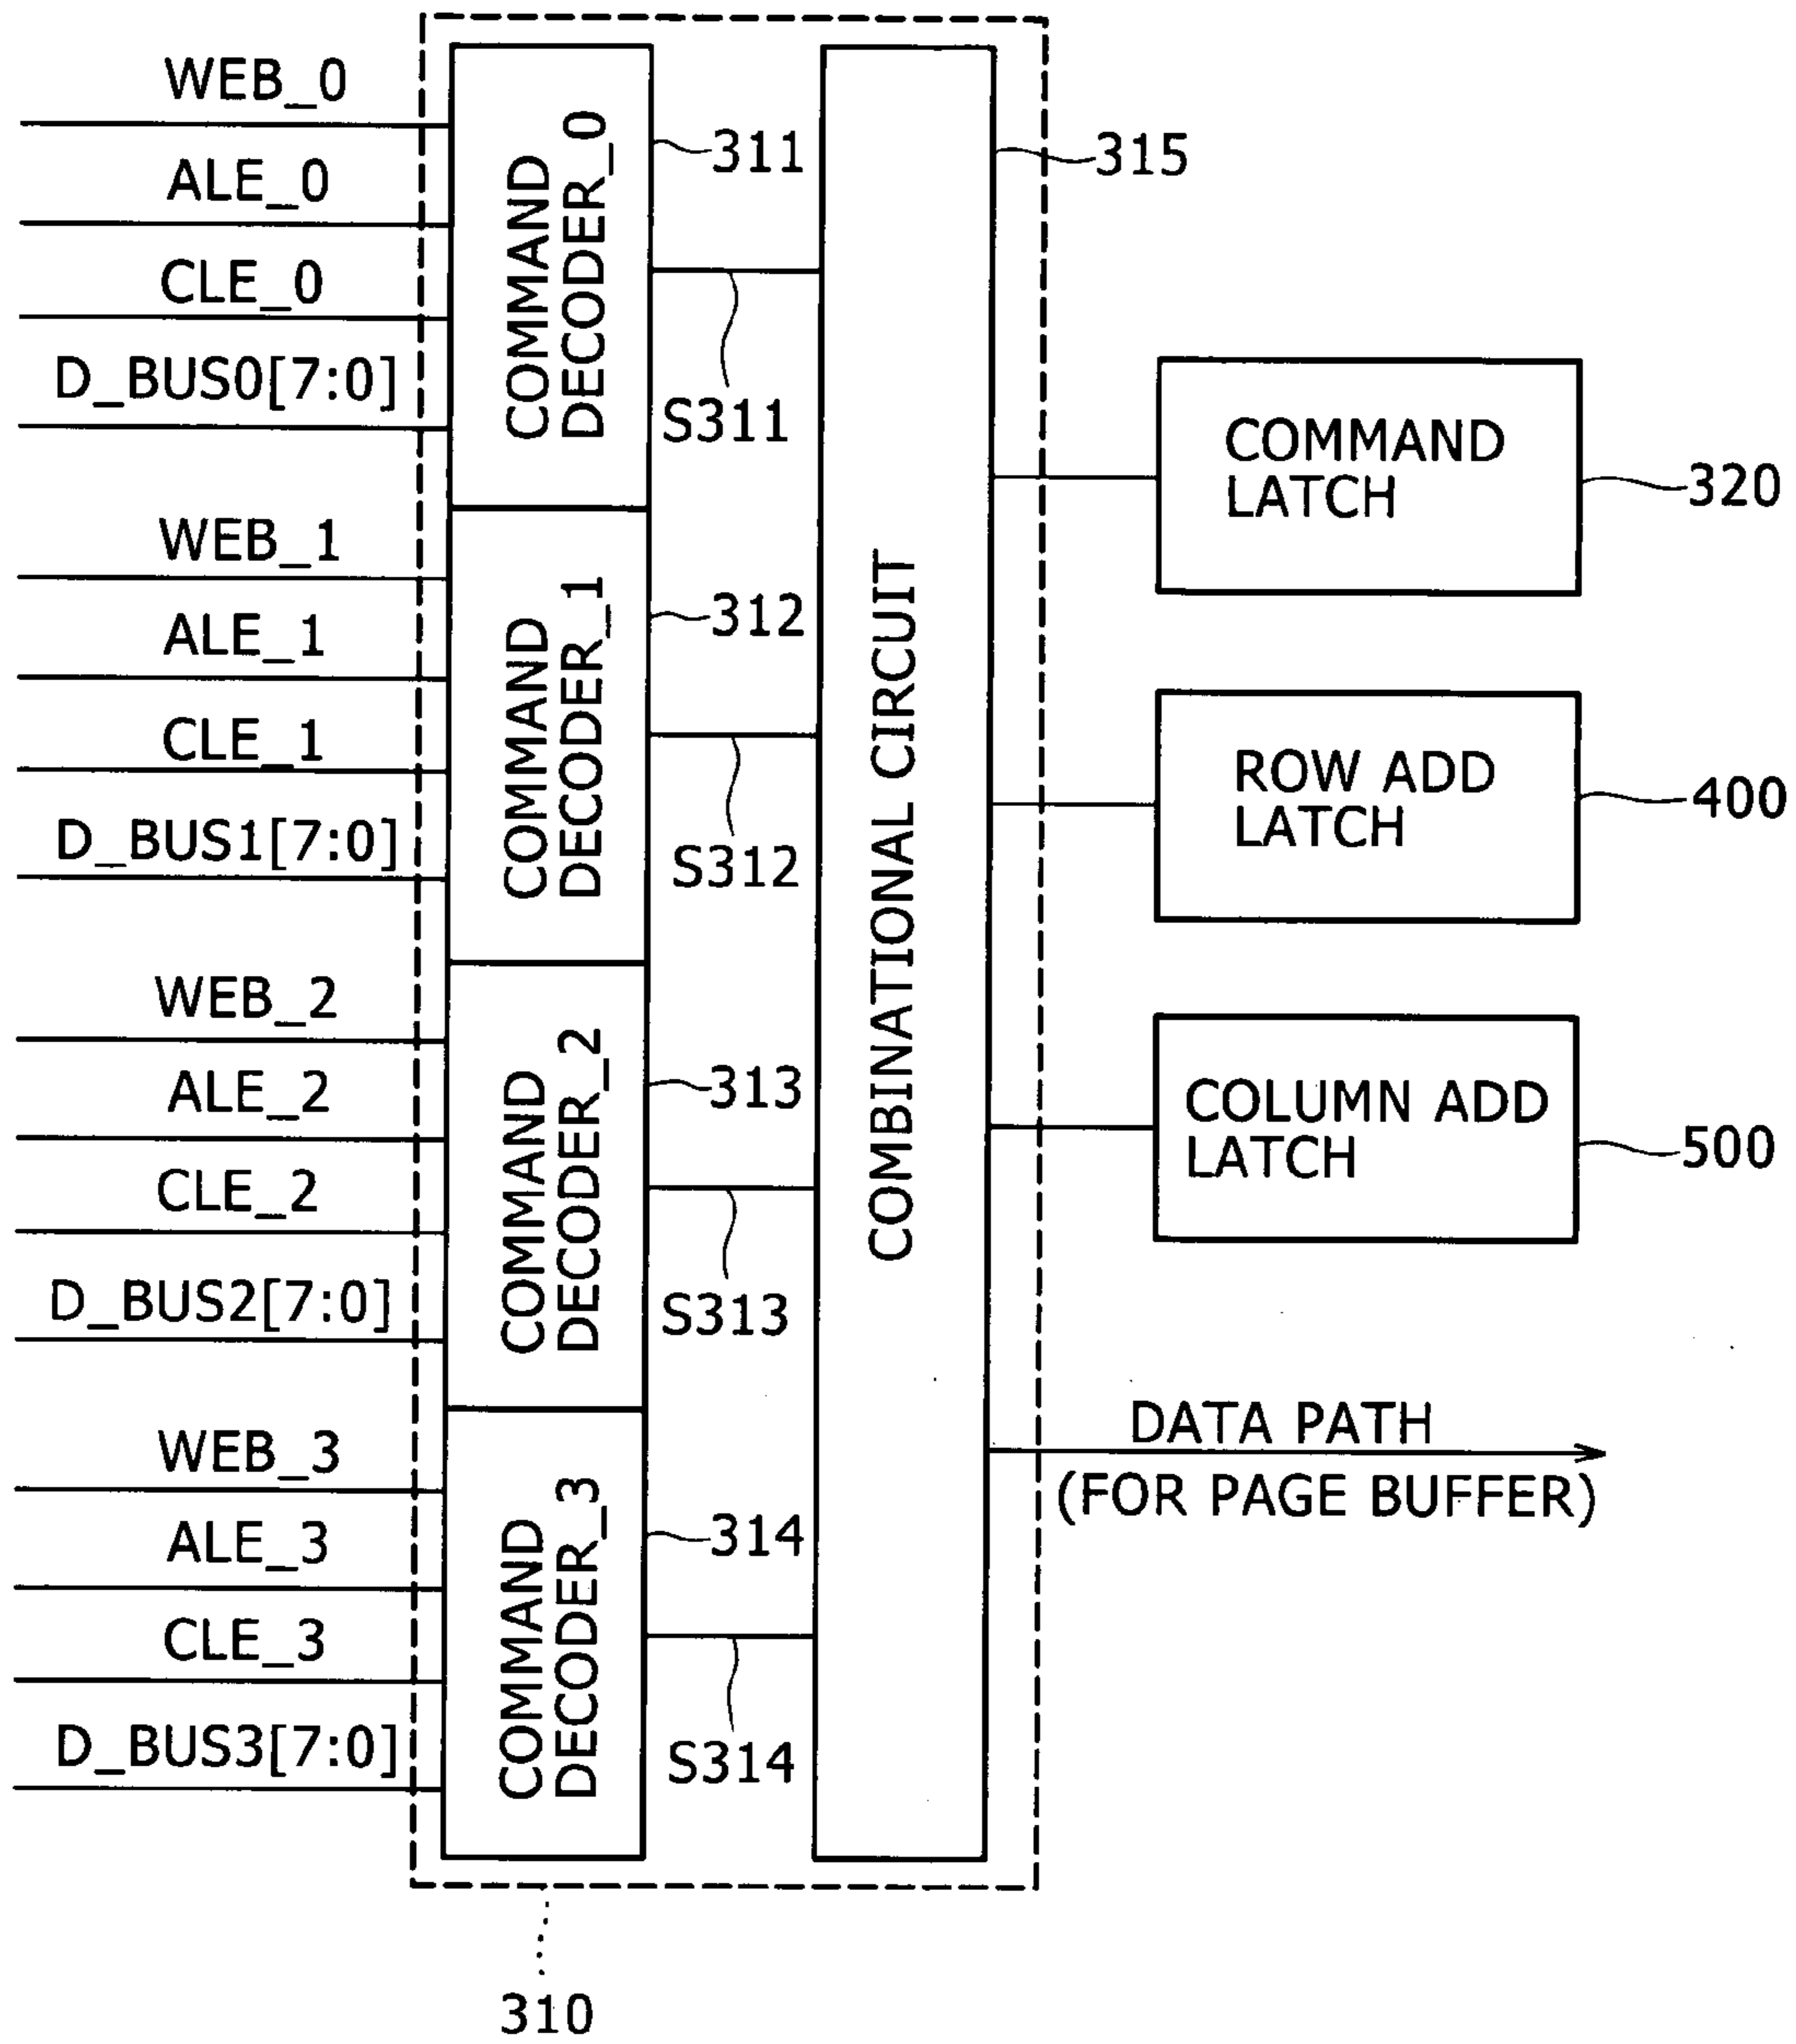 WEB_0
ALE_0
CLE_0
D_BUS0[7:0]
COMMAND
DECODER_0
311
S311
WEB_1
ALE_1
CLE_1
D_BUS1[7:0]
COMMAND
DECODER_1
312
S312
WEB_2
ALE_2
CLE_2
D_BUS2[7:0]
COMMAND
DECODER_2
313
S313
WEB_3
ALE_3
CLE_3
D_BUS3[7:0]
COMMAND
DECODER_3
314
S314
COMBINATIONAL CIRCUIT
315
COMMAND
LATCH
320
ROW ADD
LATCH
400
COLUMN ADD
LATCH
500
DATA PATH
(FOR PAGE BUFFER)
310